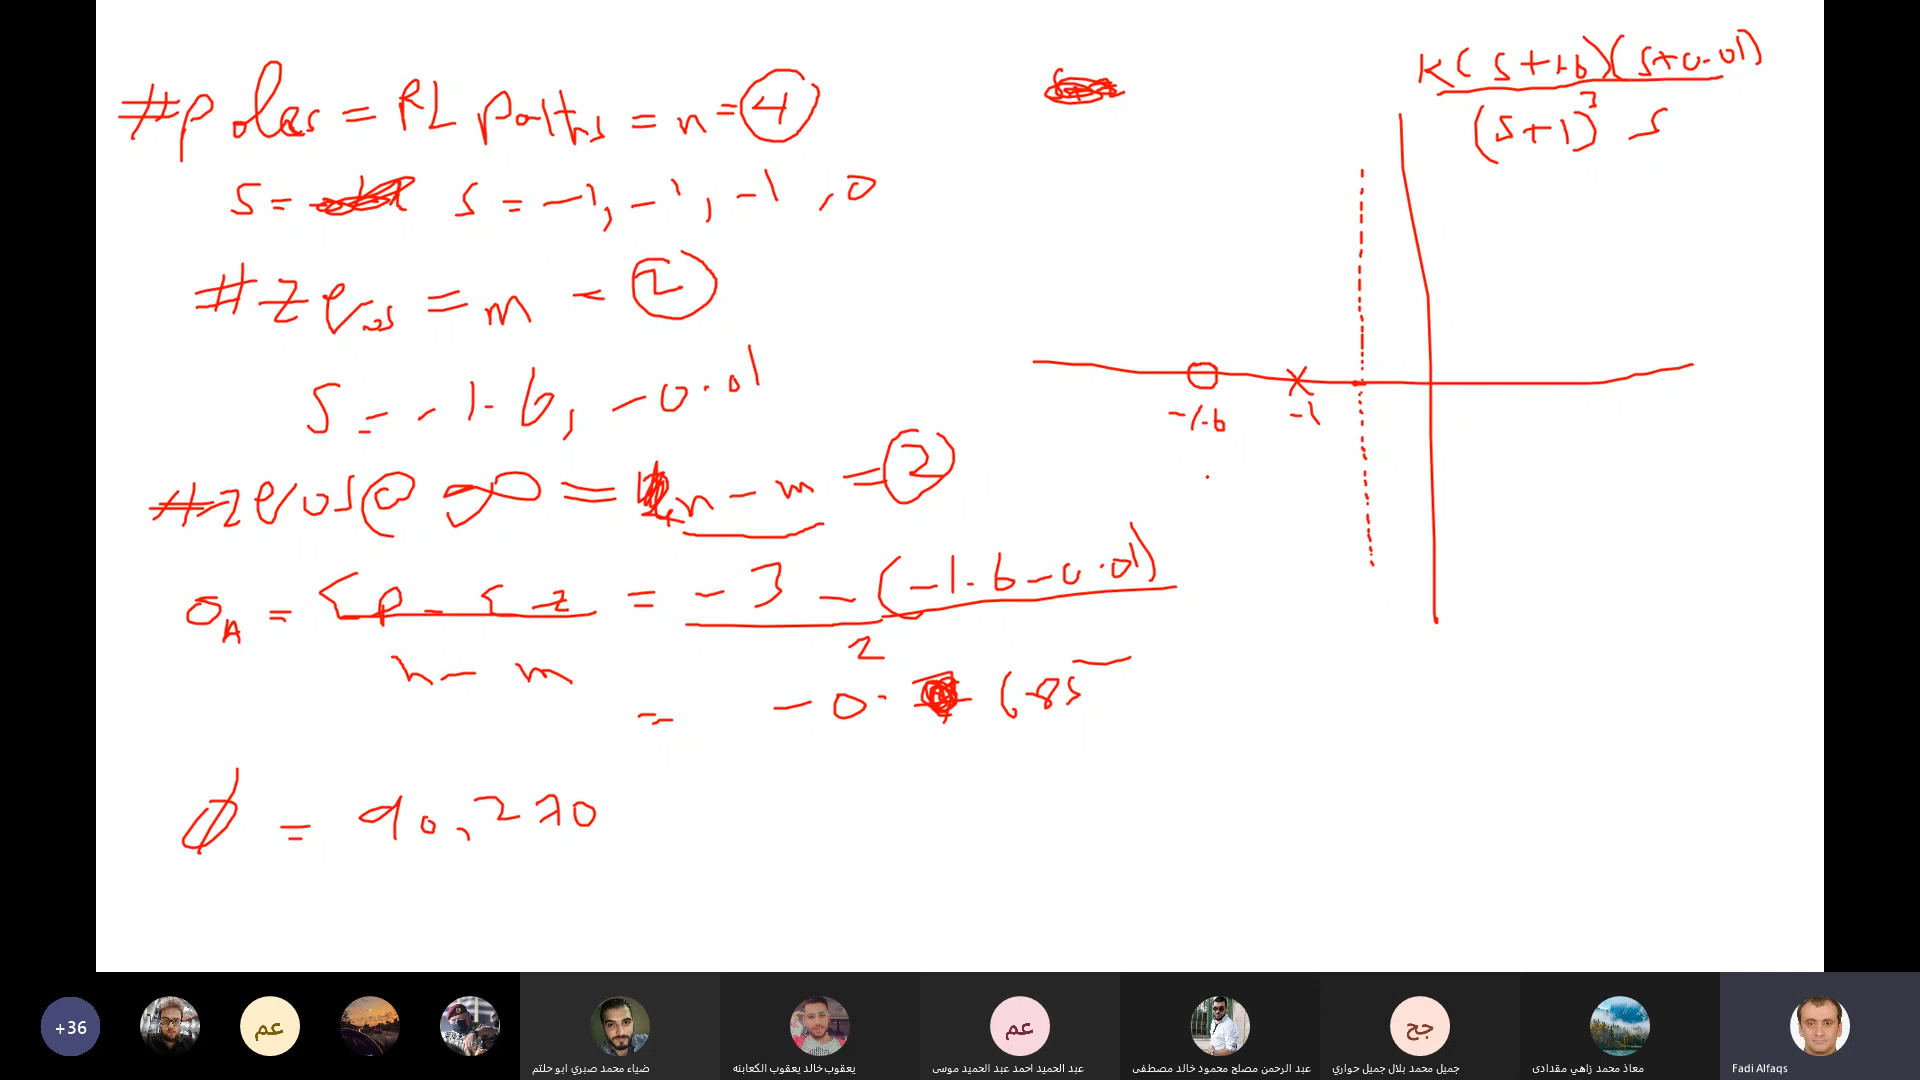 #poles = RL paths = n = 4
s = s = -1, -1, -1, 0
#zeros = m = 2
s = -1.6, -0.01
#zeros@ ∞ = n - m = 2
σA = Σp - Σz / n - m = -3 - (-1.6 - 0.01) / 2
= -0.685
φ = 90, 270
K(s+1.6)(s+0.01)
(s+1)³ s
-1.6 -1
+36
عم
ضياء محمد صبري ابو حلتم
يعقوب خالد يعقوب الكعابنه
عم
عبد الحميد احمد عبد الحميد موسى
عبد الرحمن مصلح محمود خالد مصطفى
جح
جميل محمد بلال جميل حواري
معاذ محمد زاهي مقدادى
Fadi Alfaqs